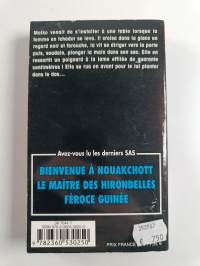 Malko venait de s'installer à une table lorsque la
femme en tchador se leva. Il croisa dans la glace un
regard noir et farouche, la vit se diriger vers la porte
puis, soudain, plonger la main dans son sac. Elle en
ressortit un poignard à la lame effilée de quarante
centimètres ! Elle se rua en avant pour le lui planter
dans le dos...
Avez-vous lu les derniers SAS
BIENVENUE À NOUAKCHOTT
LE MAÎTRE DES HIRONDELLES
FÉROCE GUINÉE
9782360530250
PRIX FRANCE
750